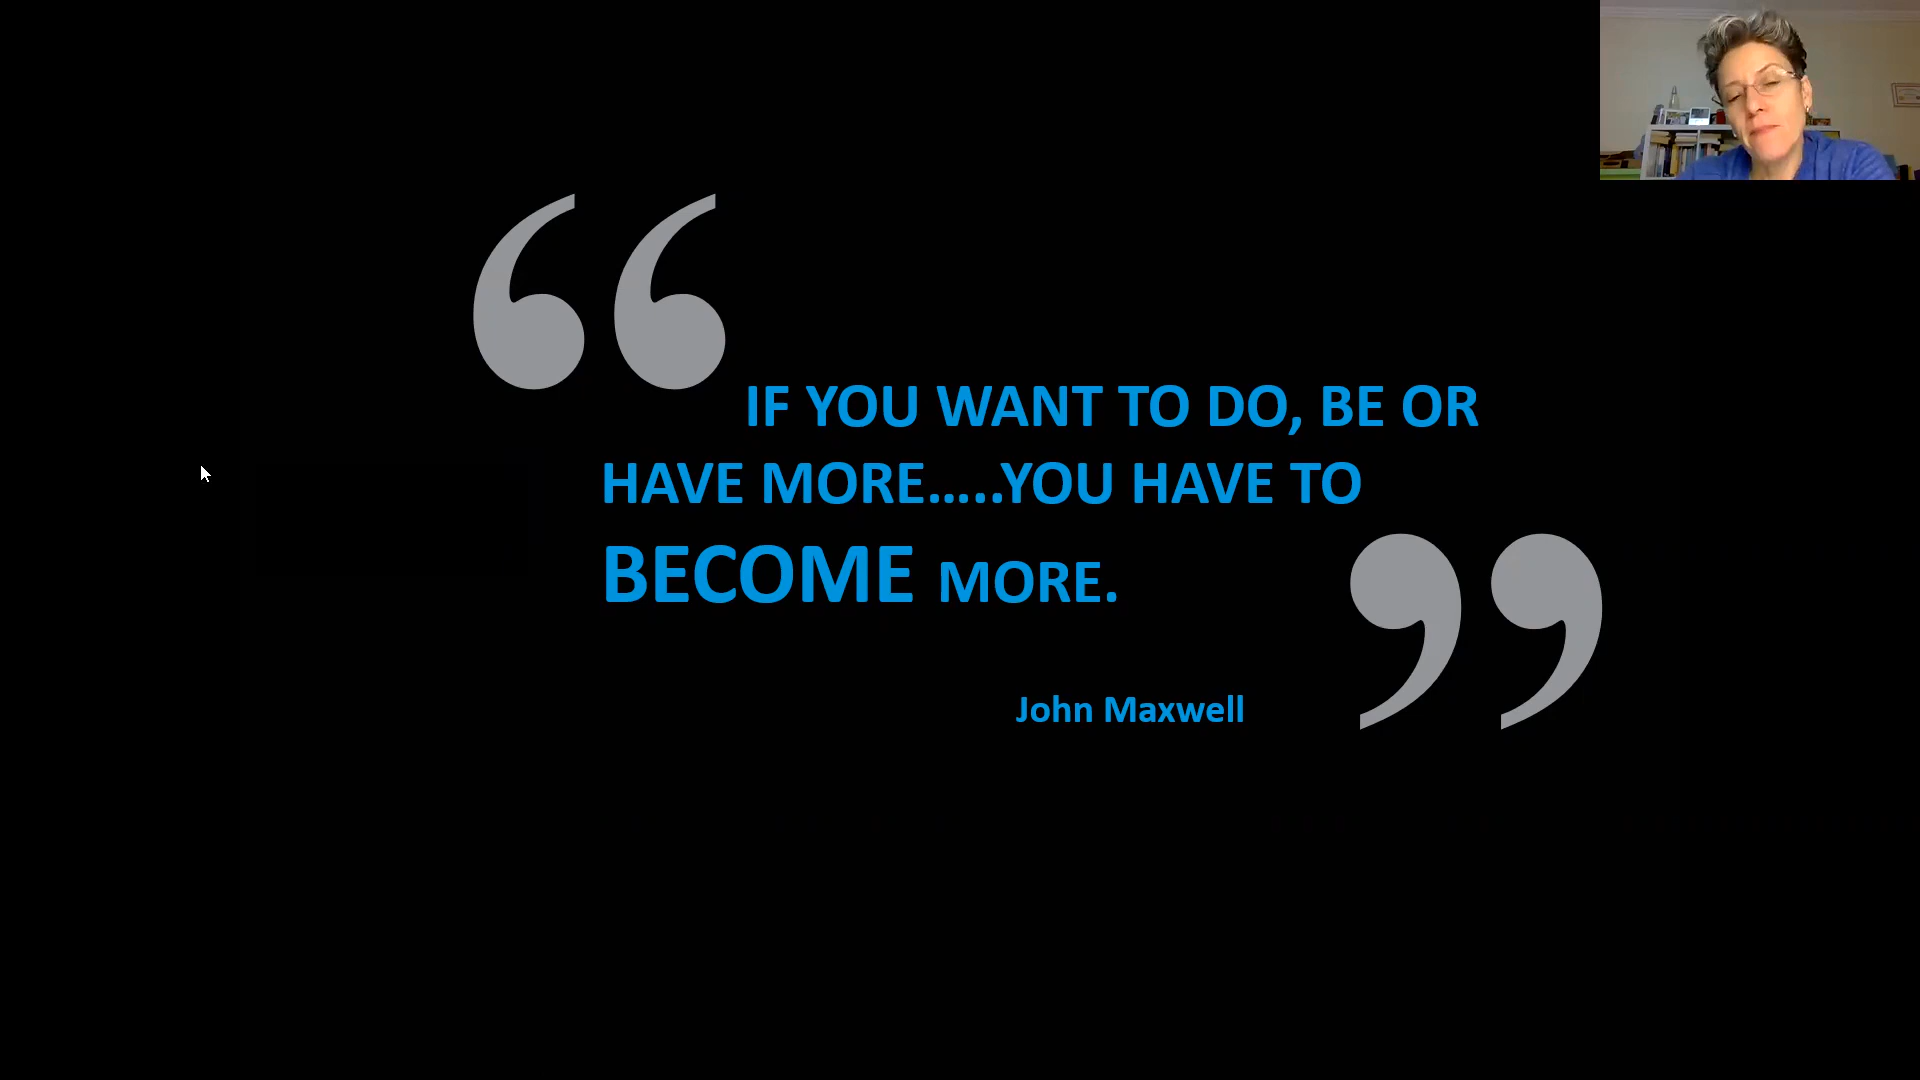 “ IF YOU WANT TO DO, BE OR
HAVE MORE.....YOU HAVE TO
BECOME MORE. ”
John Maxwell